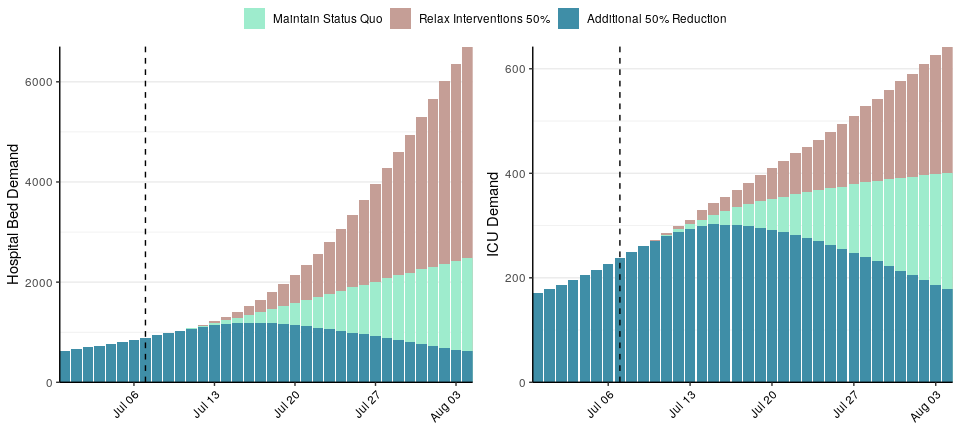 Maintain Status Quo Relax Interventions 50% Additional 50% Reduction
Hospital Bed Demand
6000
4000
2000
0
Jul 06 Jul 13 Jul 20 Jul 27 Aug 03
ICU Demand
600
400
200
0
Jul 06 Jul 13 Jul 20 Jul 27 Aug 03